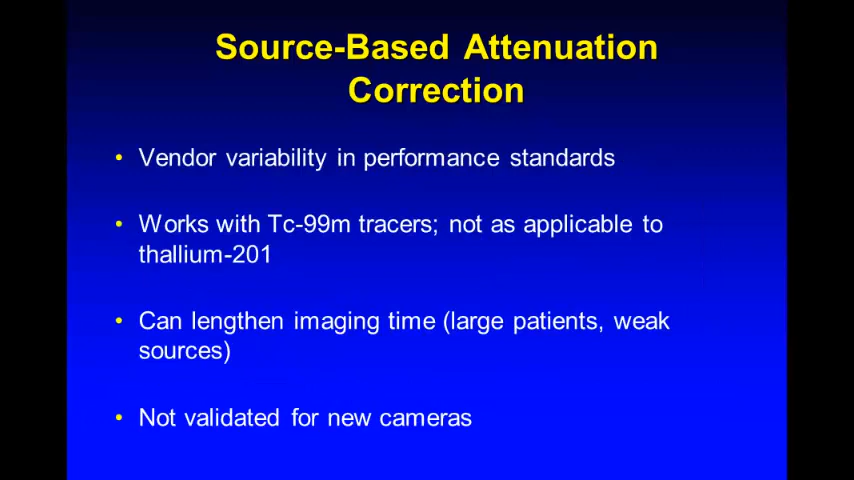 Source-Based Attenuation
Correction
• Vendor variability in performance standards
• Works with Tc-99m tracers; not as applicable to
thallium-201
• Can lengthen imaging time (large patients, weak
sources)
• Not validated for new cameras